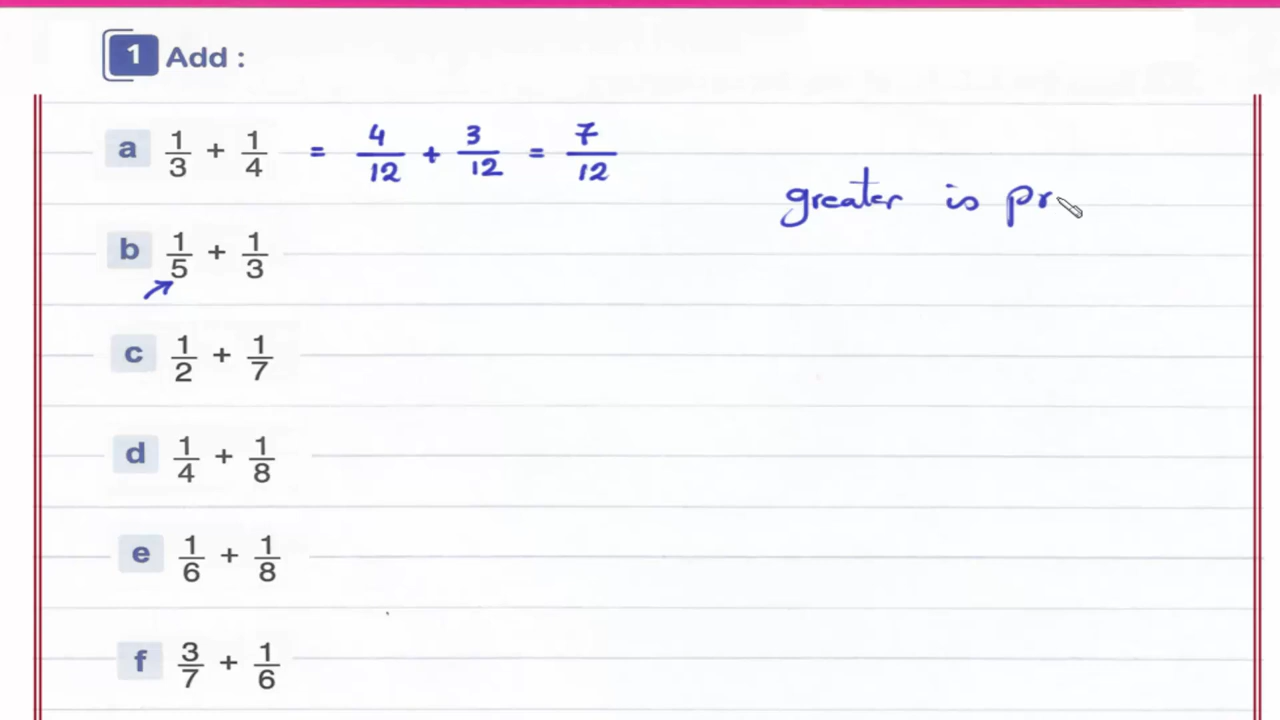 1 Add :
a 1/3 + 1/4 = 4/12 + 3/12 = 7/12
greater is pr
b 1/5 + 1/3
c 1/2 + 1/7
d 1/4 + 1/8
e 1/6 + 1/8
f 3/7 + 1/6